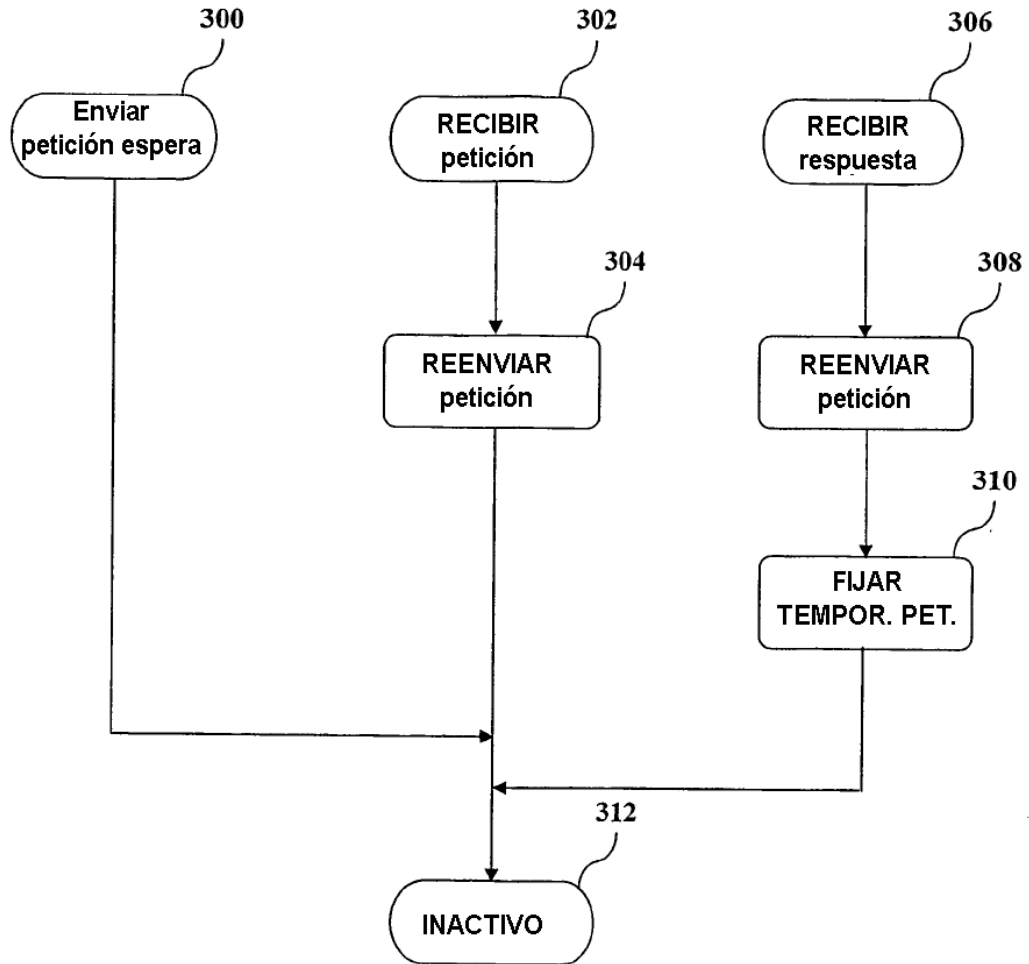 300
302
306
Enviar
petición espera
RECIBIR
petición
RECIBIR
respuesta
304
308
REENVIAR
petición
REENVIAR
petición
310
FIJAR
TEMPOR. PET.
312
INACTIVO